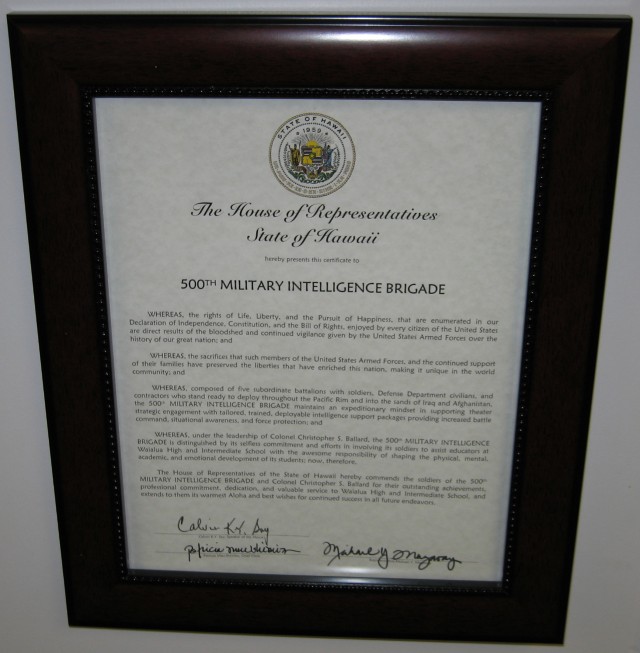 STATE OF HAWAII
1959
The House of Representatives
State of Hawaii
hereby presents this certificate to
500TH MILITARY INTELLIGENCE BRIGADE
WHEREAS, the rights of Life, Liberty, and the Pursuit of Happiness, that are enumerated in our
Declaration of Independence, Constitution, and the Bill of Rights, enjoyed by every citizen of the United States
are direct results of the bloodshed and continued vigilance given by the United States Armed Forces over the
history of our great nation; and
WHEREAS, the sacrifices that such members of the United States Armed Forces, and the continued support
of their families have preserved the liberties that have enriched this nation, making it unique in the world
community; and
WHEREAS, composed of five subordinate battalions with soldiers, Defense Department civilians, and
contractors who stand ready to deploy throughout the Pacific Rim and into the sands of Iraq and Afghanistan,
the 500TH MILITARY INTELLIGENCE BRIGADE maintains an expeditionary mindset in supporting theater
strategic engagement with tailored, trained, deployable intelligence support packages providing increased battle
command, situational awareness, and force protection; and
WHEREAS, under the leadership of Colonel Christopher S. Ballard, the 500TH MILITARY INTELLIGENCE
BRIGADE is distinguished by its selfless commitment and efforts in involving its soldiers to assist educators at
Waialua High and Intermediate School with the awesome responsibility of shaping the physical, mental,
academic, and emotional development of its students; now, therefore,
The House of Representatives of the State of Hawaii hereby commends the soldiers of the 500TH
MILITARY INTELLIGENCE BRIGADE and Colonel Christopher S. Ballard for their outstanding achievements,
professional commitment, dedication, and valuable service to Waialua High and Intermediate School, and
extends to them its warmest Aloha and best wishes for continued success in all future endeavors.
Calvin K.Y. Say